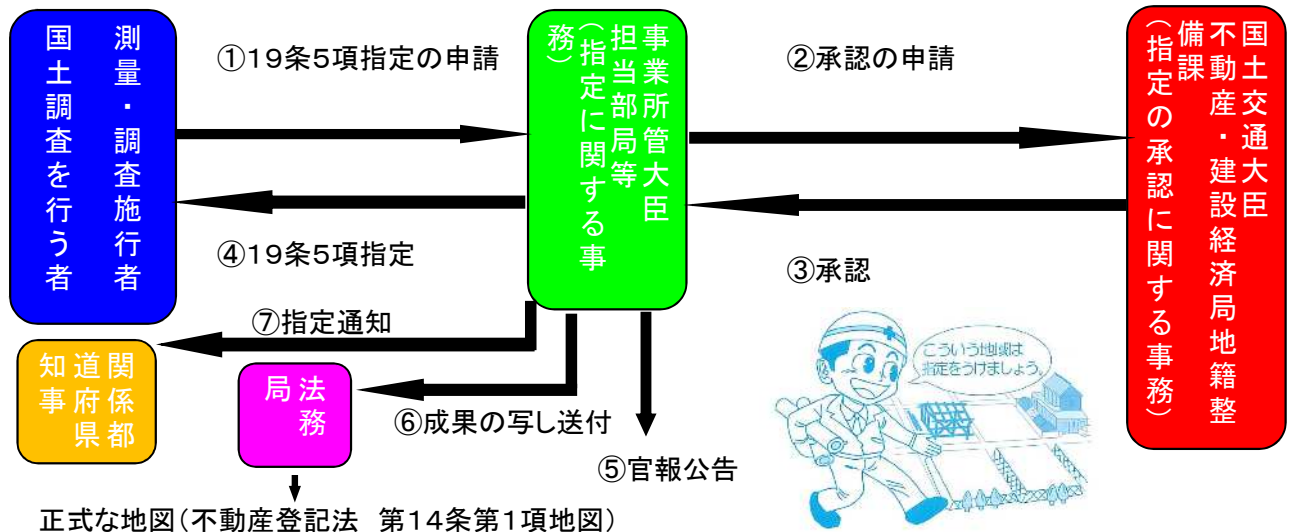 測量・調査施行者
国土調査を行う者
①19条5項指定の申請
事業所管大臣
担当部局等
(指定に関する事
務)
②承認の申請
国土交通大臣
不動産・建設経済局地籍整
備課
(指定の承認に関する事務)
④19条5項指定
③承認
⑦指定通知
関係都
道府県
知事
法務
局
⑥成果の写し送付
⑤官報公告
こういう地図は
指定をうけましょう。
正式な地図(不動産登記法 第14条第1項地図)